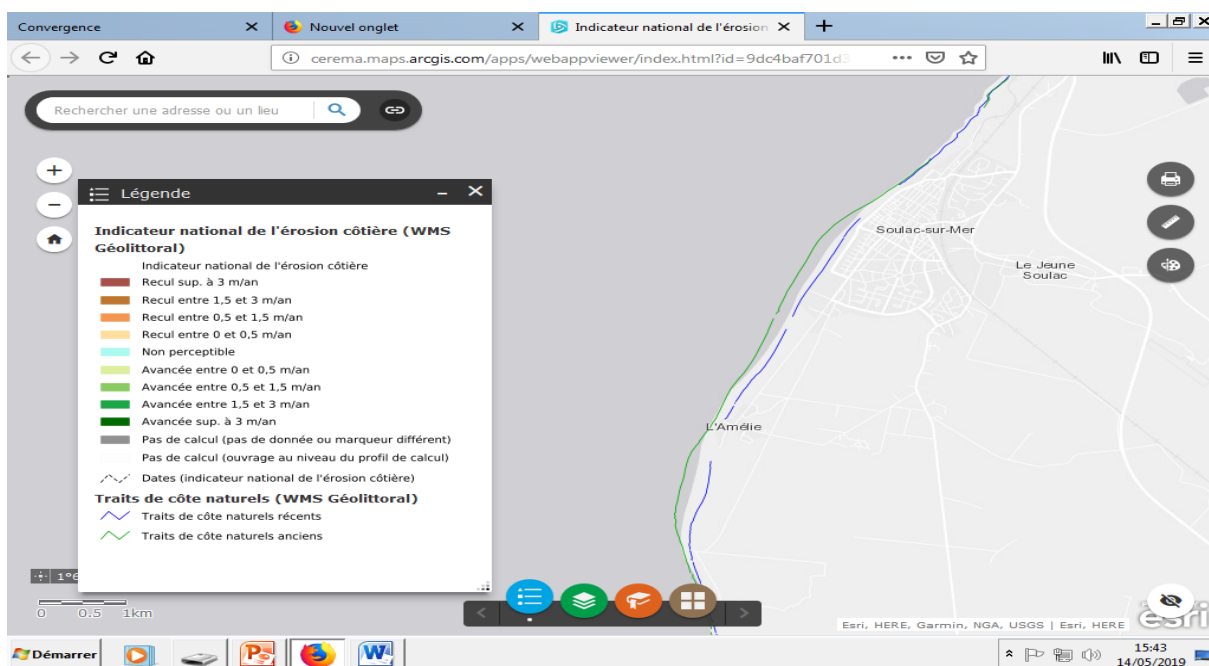 Convergence
Nouvel onglet
Indicateur national de l'érosion
cerema.maps.arcgis.com/apps/webappviewer/index.html?id=9dc4baf701d3
Rechercher une adresse ou un lieu
Légende
Indicateur national de l'érosion côtière (WMS
Géolittoral)
Indicateur national de l'érosion côtière
Recul sup. à 3 m/an
Recul entre 1,5 et 3 m/an
Recul entre 0,5 et 1,5 m/an
Recul entre 0 et 0,5 m/an
Non perceptible
Avancée entre 0 et 0,5 m/an
Avancée entre 0,5 et 1,5 m/an
Avancée entre 1,5 et 3 m/an
Avancée sup. à 3 m/an
Pas de calcul (pas de donnée ou marqueur différent)
Pas de calcul (ouvrage au niveau du profil de calcul)
Dates (indicateur national de l'érosion côtière)
Traits de côte naturels (WMS Géolittoral)
Traits de côte naturels récents
Traits de côte naturels anciens
Soulac-sur-Mer
Le Jeune
Soulac
L'Amélie
0 0.5 1km
Esri, HERE, Garmin, NGA, USGS | Esri, HERE
esri
Démarrer
15:43
14/05/2019